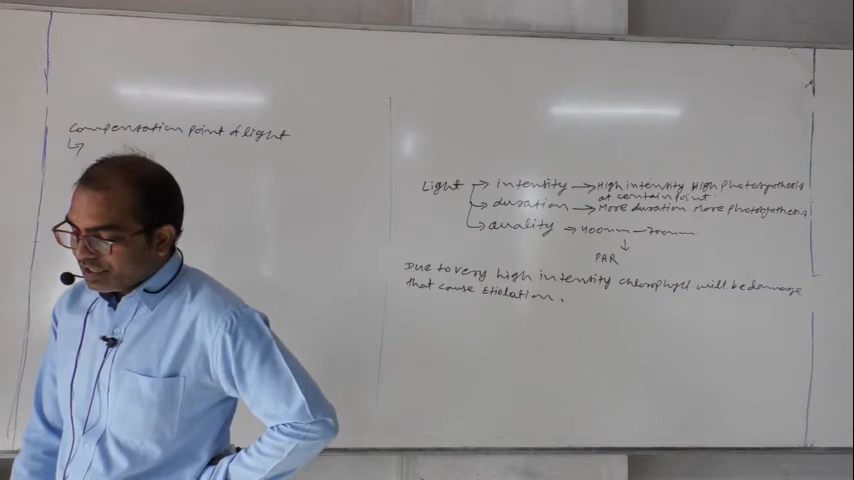 Compensation point of light
Light → intensity → High intensity High Photosynthesis
at certain point.
→ duration → More duration More photosynthesis
→ quality → 400nm - 700nm
↓
PAR
Due to very high intensity chlorophyll will be damage
that cause Etiolation.